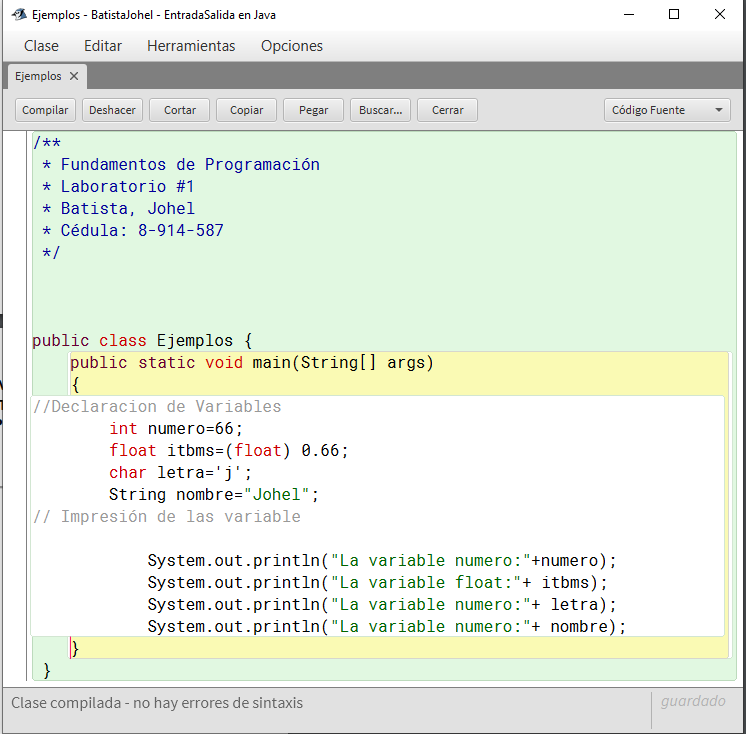 Ejemplos - BatistaJohel - EntradaSalida en Java
Clase Editar Herramientas Opciones
Ejemplos
Compilar Deshacer Cortar Copiar Pegar Buscar... Cerrar Código Fuente
/**
* Fundamentos de Programación
* Laboratorio #1
* Batista, Johel
* Cédula: 8-914-587
*/
public class Ejemplos {
public static void main(String[] args)
{
//Declaracion de Variables
int numero=66;
float itbms=(float) 0.66;
char letra='j';
String nombre="Johel";
// Impresión de las variable
System.out.println("La variable numero:"+numero);
System.out.println("La variable float:"+ itbms);
System.out.println("La variable numero:"+ letra);
System.out.println("La variable numero:"+ nombre);
}
}
Clase compilada - no hay errores de sintaxis
guardado